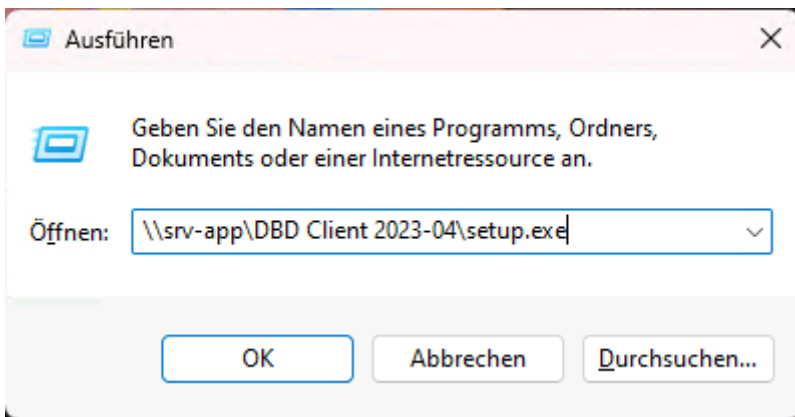 Ausführen
Geben Sie den Namen eines Programms, Ordners,
Dokuments oder einer Internetressource an.
Öffnen:
\\srv-app\DBD Client 2023-04\setup.exe
OK
Abbrechen
Durchsuchen...